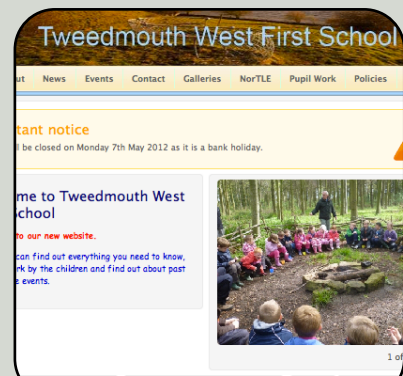 Tweedmouth West First School
ut News Events Contact Galleries NorTLE Pupil Work Policies
tant notice
ll be closed on Monday 7th May 2012 as it is a bank holiday.
me to Tweedmouth West
School
to our new website.
can find out everything you need to know,
rk by the children and find out about past
e events.
1 of